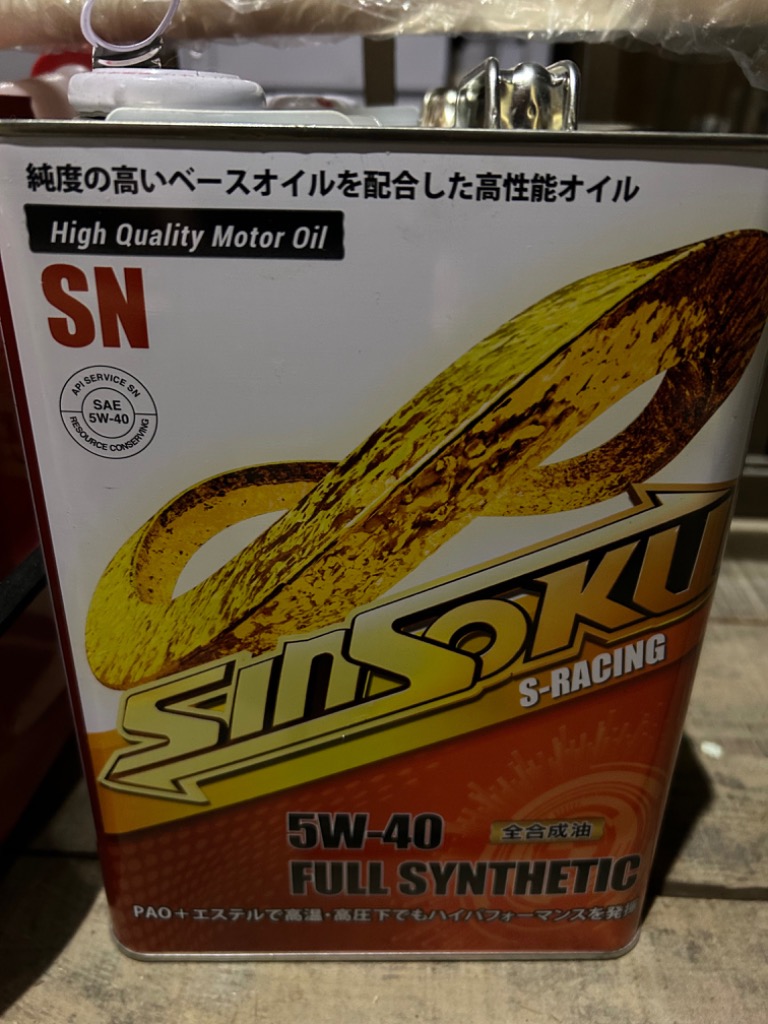 純度の高いベースオイルを配合した高性能オイル
High Quality Motor Oil
SN
API SERVICE SN
SAE
5W-40
RESOURCE CONSERVING
SINSOKU
S-RACING
5W-40
全合成油
FULL SYNTHETIC
PAO+エステルで高温・高圧下でもハイパフォーマンスを発揮